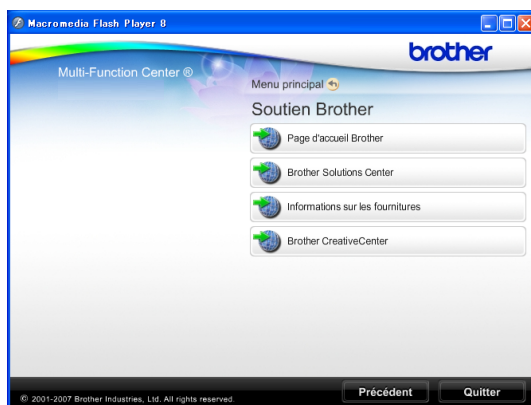 Macromedia Flash Player 8
brother
Multi-Function Center ®
Menu principal
Soutien Brother
Page d'accueil Brother
Brother Solutions Center
Informations sur les fournitures
Brother CreativeCenter
© 2001-2007 Brother Industries, Ltd. All rights reserved.
Précédent
Quitter